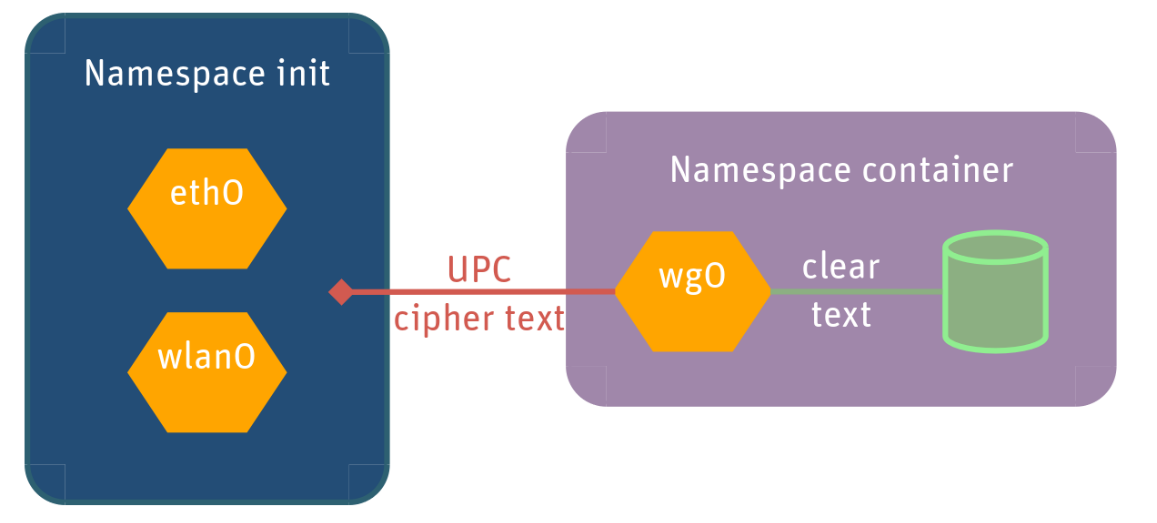 Namespace init
eth0
wlan0
UPC
cipher text
Namespace container
wg0
clear
text